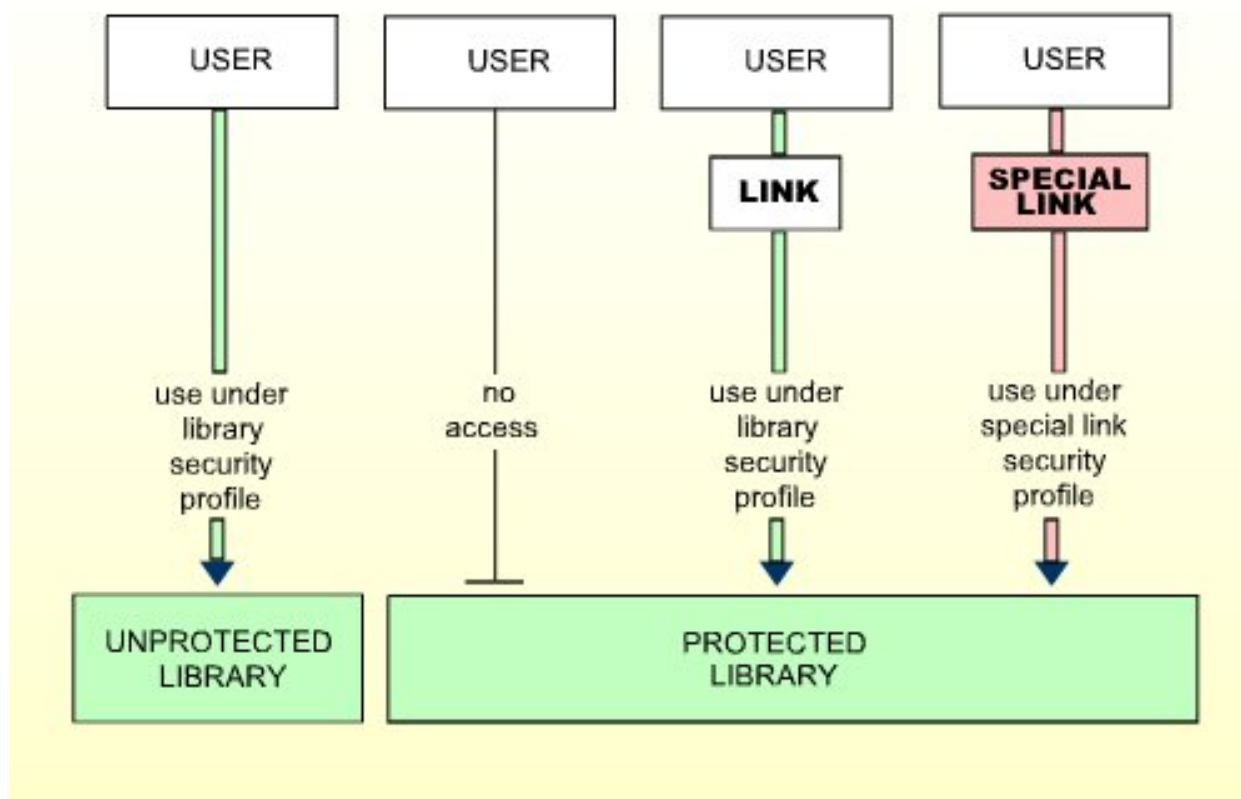 USER
USER
USER
USER
LINK
SPECIAL
LINK
use under
library
security
profile
no
access
use under
library
security
profile
use under
special link
security
profile
UNPROTECTED
LIBRARY
PROTECTED
LIBRARY